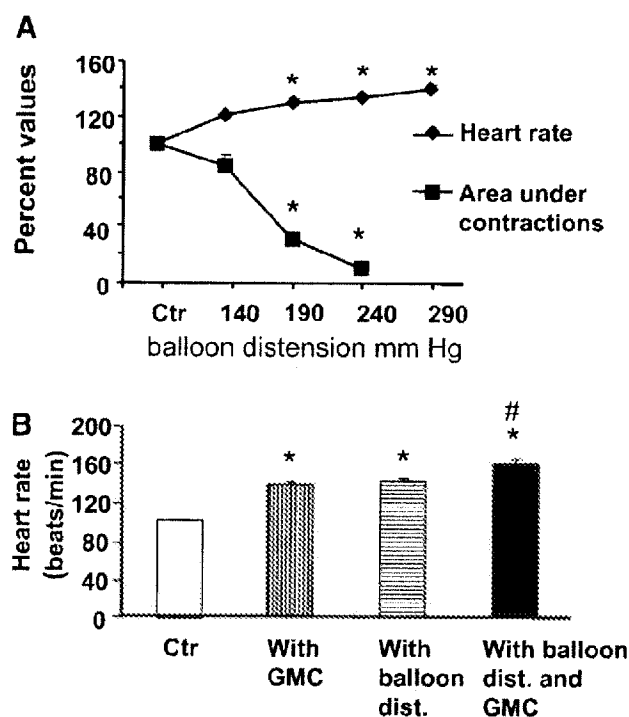 A
Percent values
160
120
80
40
0
* * *
* *
Heart rate
Area under
contractions
Ctr 140 190 240 290
balloon distension mm Hg
B
Heart rate
(beats/min)
200
160
120
80
40
0
* * # *
Ctr
With
GMC
With
balloon
dist.
With balloon
dist. and
GMC